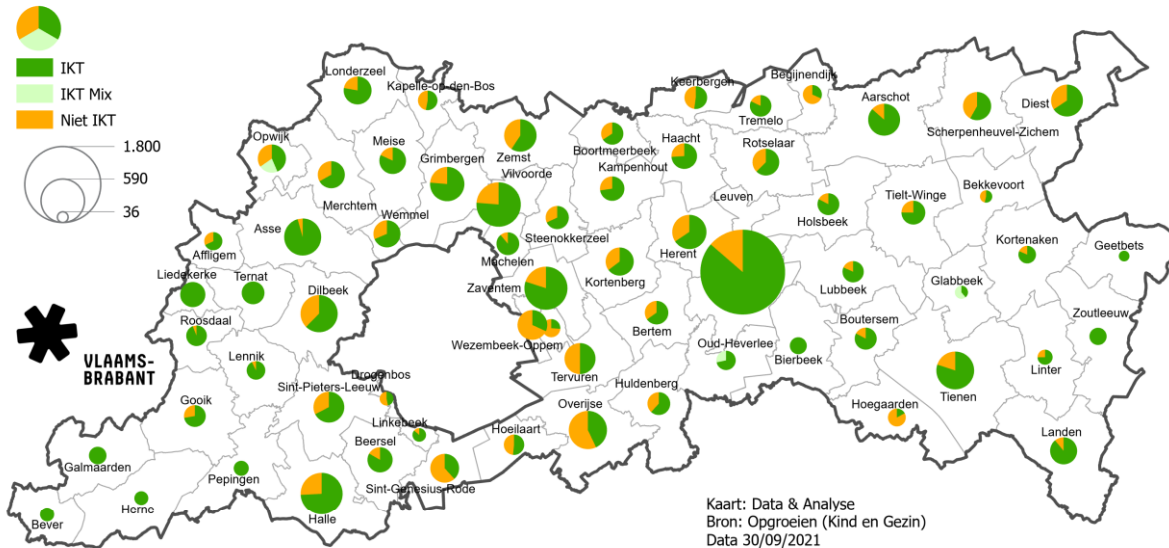 IKT
IKT Mix
Niet IKT
1.800
590
36
Londerzeel
Kapelle-op-den-Bos
Keerbergen
Begijnendijk
Tremelo
Aarschot
Scherpenheuvel-Zichem
Diest
Opwijk
Meise
Grimbergen
Zemst
Boortmeerbeek
Haacht
Rotselaar
Vilvoorde
Kampenhout
Merchtem
Wemmel
Leuven
Holsbeek
Tielt-Winge
Bekkevoort
Asse
Steenokkerzeel
Affligem
Machelen
Herent
Kortenaken
Geetbets
Liedekerke
Ternat
Dilbeek
Zaventem
Kortenberg
Lubbeek
Glabbeek
Roosdaal
Bertem
Boutersem
Zoutleeuw
VLAAMS-
BRABANT
Wezembeek-Oppem
Oud-Heverlee
Bierbeek
Lennik
Drogenbos
Tervuren
Linter
Sint-Pieters-Leeuw
Huldenberg
Tienen
Gooik
Linkebeek
Hoeilaart
Overijse
Hoegaarden
Beersel
Landen
Galmaarden
Pepingen
Sint-Genesius-Rode
Herne
Halle
Bever
Kaart: Data & Analyse
Bron: Opgroeien (Kind en Gezin)
Data 30/09/2021